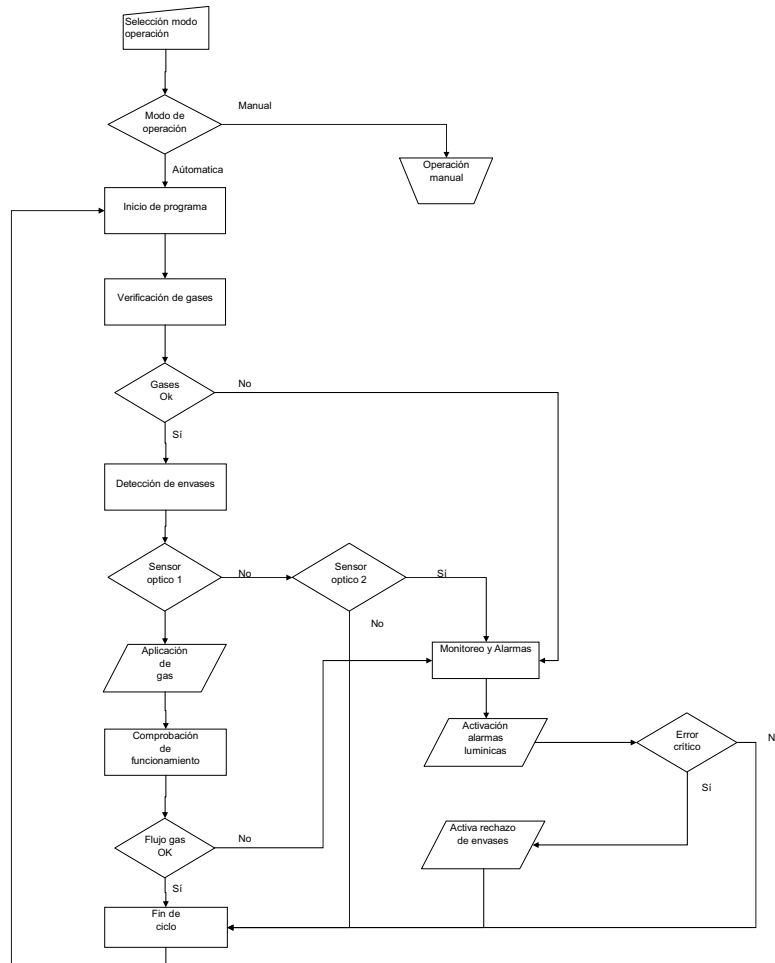 Selección modo
operación
Modo de
operación
Manual
Operación
manual
Aútomatica
Inicio de programa
Verificación de gases
Gases
Ok
No
Sí
Detección de envases
Sensor
optico 1
No
Sensor
optico 2
Sí
No
Aplicación
de
gas
Monitoreo y Alarmas
Comprobación
de
funcionamiento
Activación
alarmas
luminicas
Error
crítico
N
Sí
Flujo gas
OK
No
Activa rechazo
de envases
Sí
Fin de
ciclo